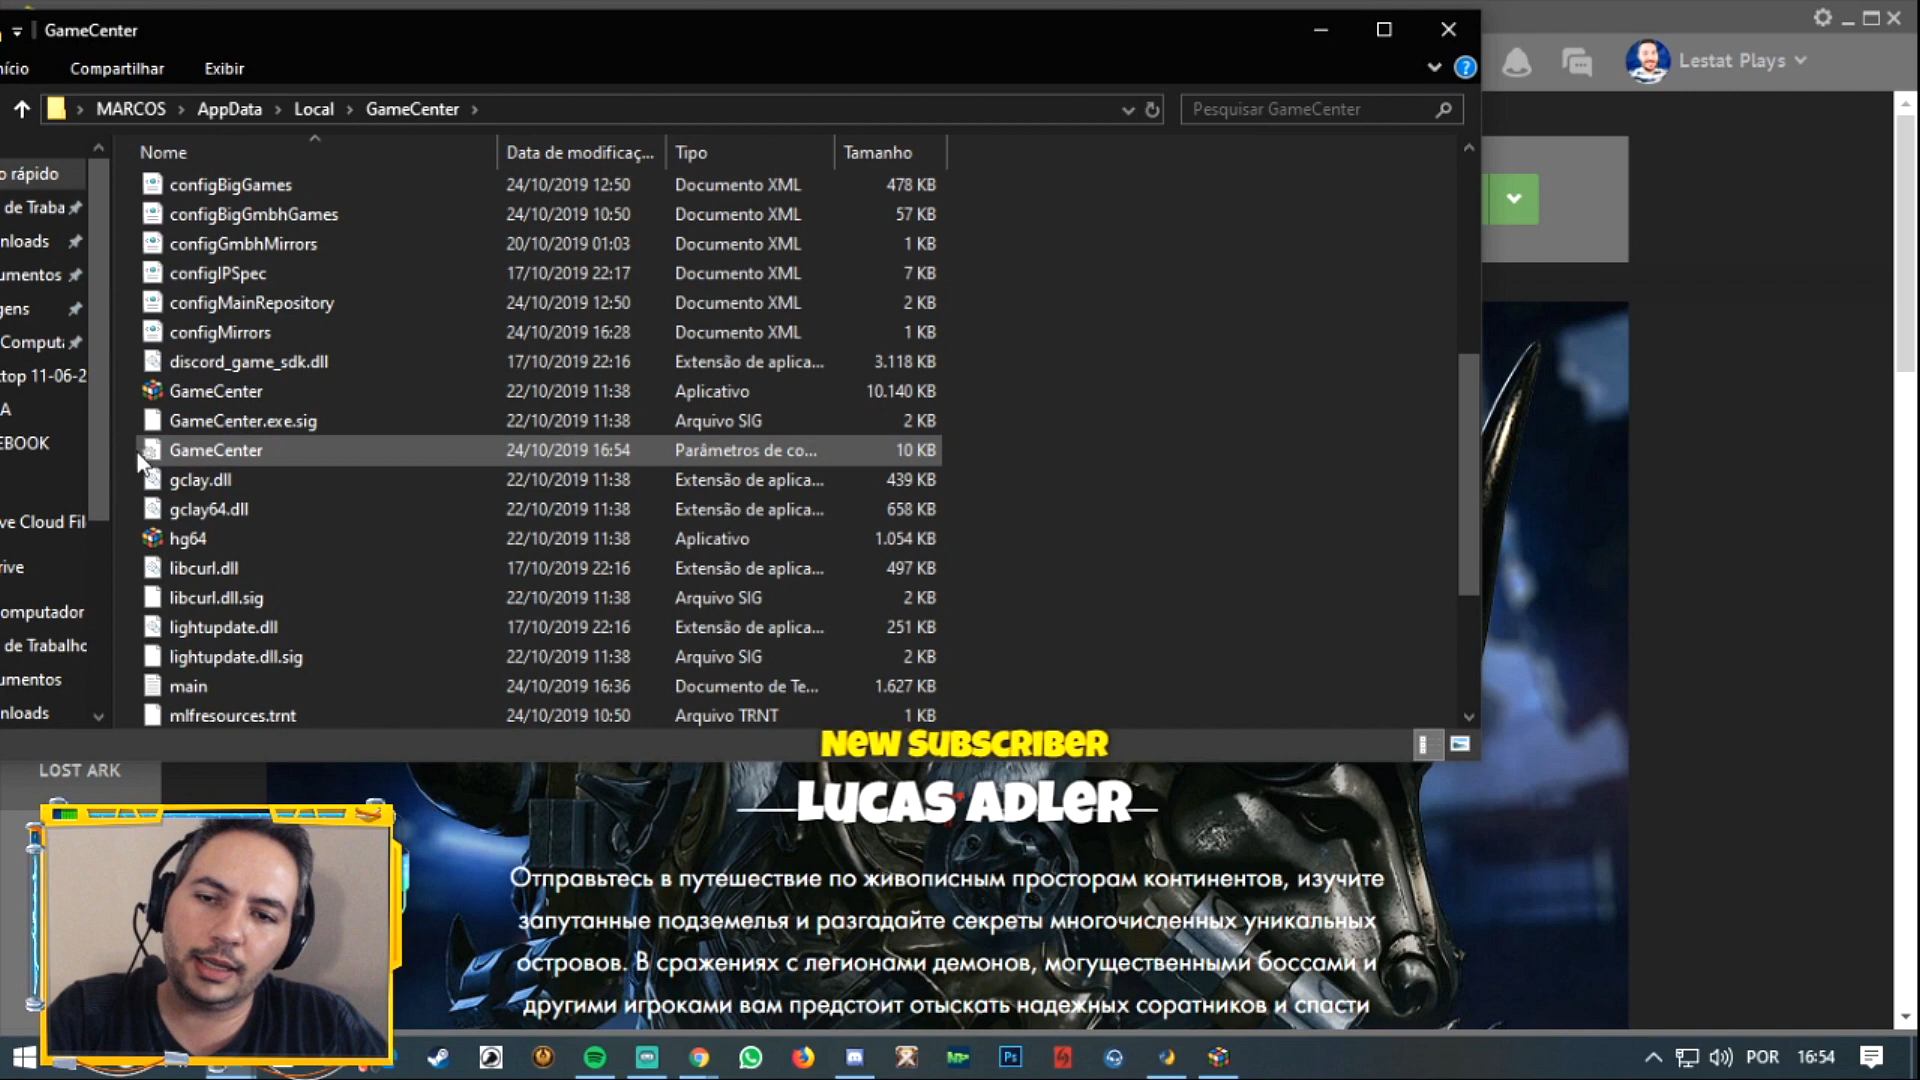 GameCenter
nício Compartilhar Exibir
MARCOS AppData Local GameCenter
Pesquisar GameCenter
Lestat Plays
Nome Data de modificaç... Tipo Tamanho
configBigGames 24/10/2019 12:50 Documento XML 478 KB
configBigGmbhGames 24/10/2019 10:50 Documento XML 57 KB
configGmbhMirrors 20/10/2019 01:03 Documento XML 1 KB
configIPSpec 17/10/2019 22:17 Documento XML 7 KB
configMainRepository 24/10/2019 12:50 Documento XML 2 KB
configMirrors 24/10/2019 16:28 Documento XML 1 KB
discord_game_sdk.dll 17/10/2019 22:16 Extensão de aplica... 3.118 KB
GameCenter 22/10/2019 11:38 Aplicativo 10.140 KB
GameCenter.exe.sig 22/10/2019 11:38 Arquivo SIG 2 KB
GameCenter 24/10/2019 16:54 Parâmetros de co... 10 KB
gclay.dll 22/10/2019 11:38 Extensão de aplica... 439 KB
gclay64.dll 22/10/2019 11:38 Extensão de aplica... 658 KB
hg64 22/10/2019 11:38 Aplicativo 1.054 KB
libcurl.dll 17/10/2019 22:16 Extensão de aplica... 497 KB
libcurl.dll.sig 22/10/2019 11:38 Arquivo SIG 2 KB
lightupdate.dll 17/10/2019 22:16 Extensão de aplica... 251 KB
lightupdate.dll.sig 22/10/2019 11:38 Arquivo SIG 2 KB
main 24/10/2019 16:36 Documento de Te... 1.627 KB
mlfresources.trnt 24/10/2019 10:50 Arquivo TRNT 1 KB
o rápido
de Traba
nloads
umentos
gens
Computa
top 11-06-2
A
EBOOK
ve Cloud Fil
rive
omputador
de Trabalho
umentos
nloads
LOST ARK
New Subscriber
Lucas Adler
Отправьтесь в путешествие по живописным просторам континентов, изучите
запутанные подземелья и разгадайте секреты многочисленных уникальных
островов. В сражениях с легионами демонов, могущественными боссами и
другими игроками вам предстоит отыскать надежных соратников и спасти
Ps
POR 16:54